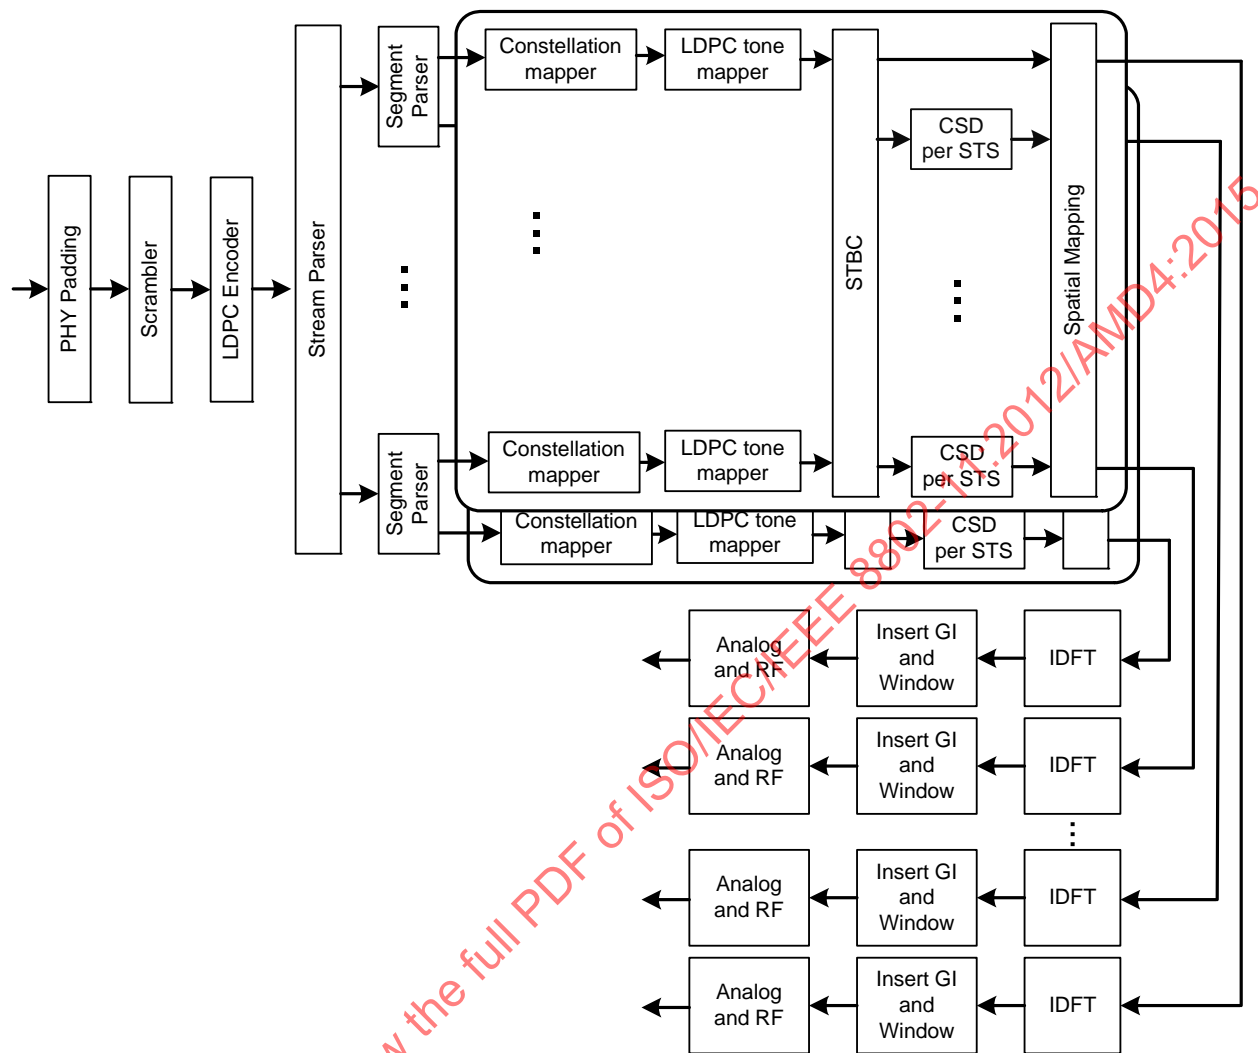 PHY Padding
Scrambler
LDPC Encoder
Stream Parser
Segment
Parser
Constellation
mapper
LDPC tone
mapper
STBC
CSD
per STS
Spatial Mapping
Segment
Parser
Constellation
mapper
LDPC tone
mapper
CSD
per STS
Constellation
mapper
LDPC tone
mapper
CSD
per STS
Analog
and RF
Insert GI
and
Window
IDFT
Analog
and RF
Insert GI
and
Window
IDFT
Analog
and RF
Insert GI
and
Window
IDFT
Analog
and RF
Insert GI
and
Window
IDFT
w the full PDF of ISO/IEC/IEEE 8802-11:2012/AMD4:2015